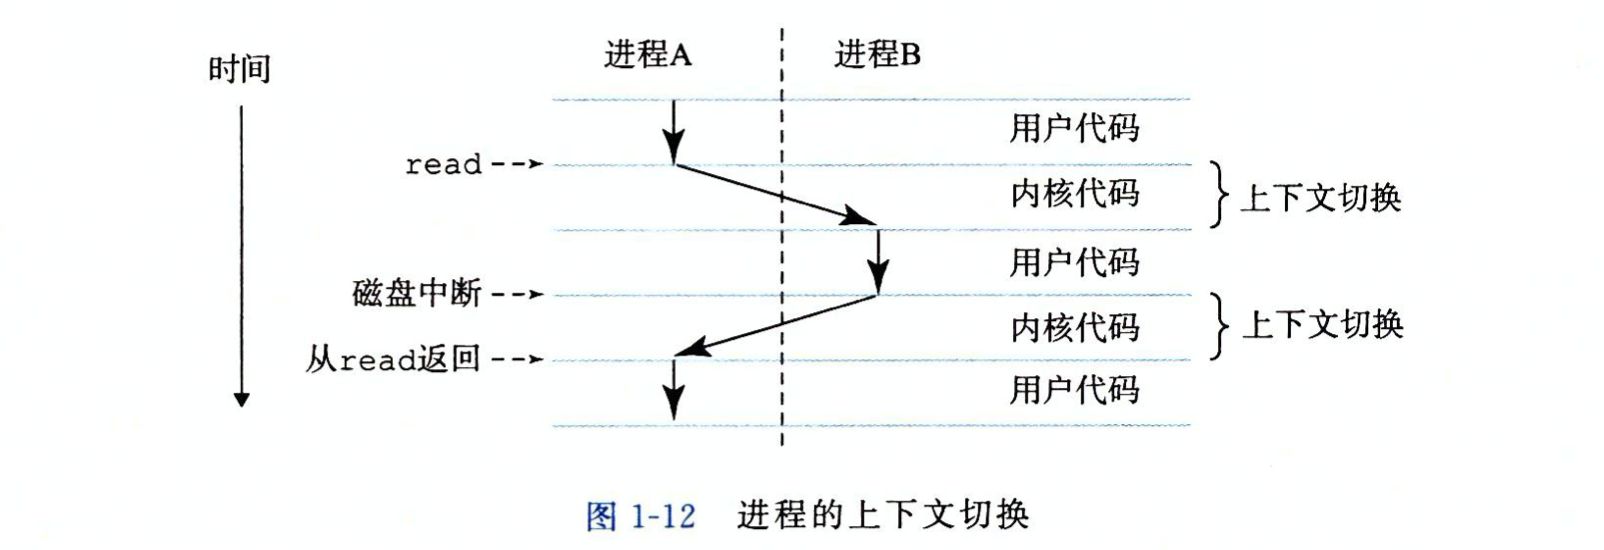 时间
进程A
进程B
用户代码
read
内核代码
上下文切换
用户代码
磁盘中断
内核代码
上下文切换
从read返回
用户代码
图 1-12 进程的上下文切换